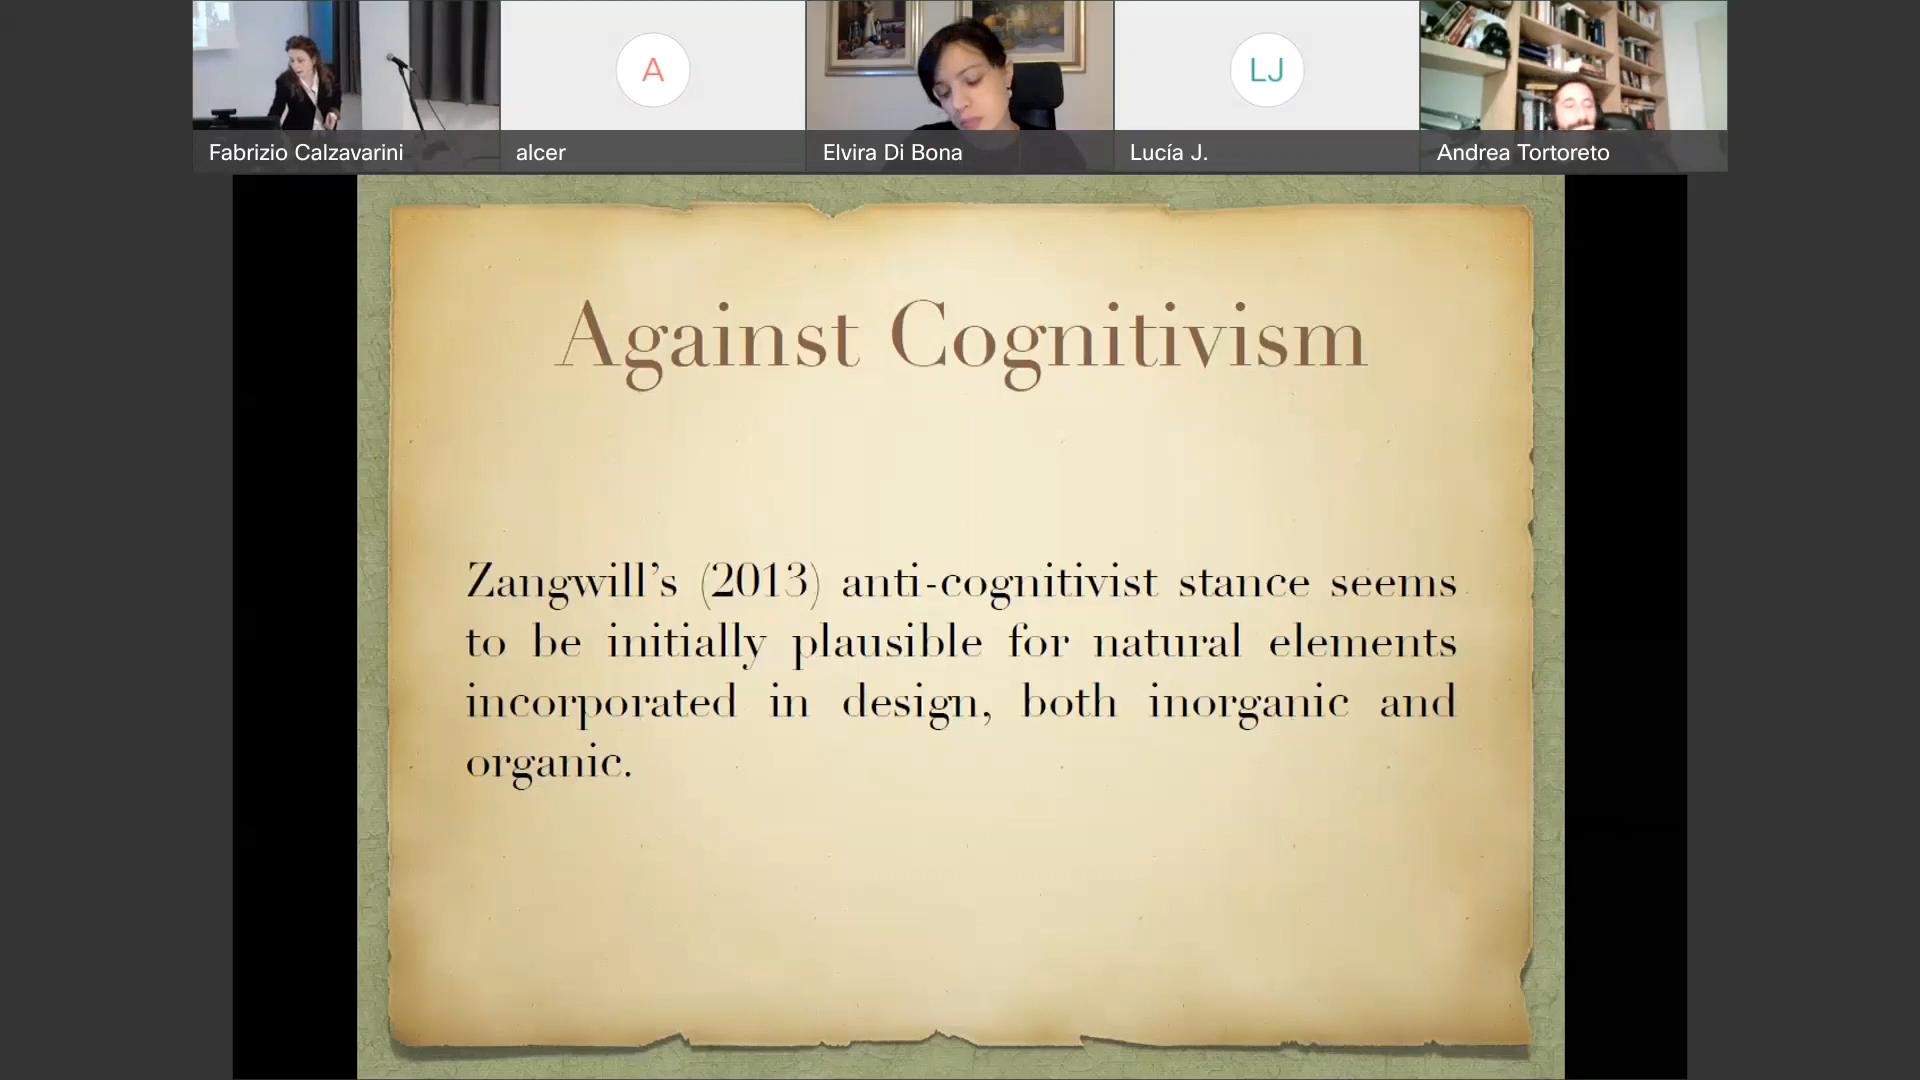 A
LJ
Fabrizio Calzavarini
alcer
Elvira Di Bona
Lucía J.
Andrea Tortoreto
Against Cognitivism
Zangwill’s (2013) anti-cognitivist stance seems
to be initially plausible for natural elements
incorporated in design, both inorganic and
organic.